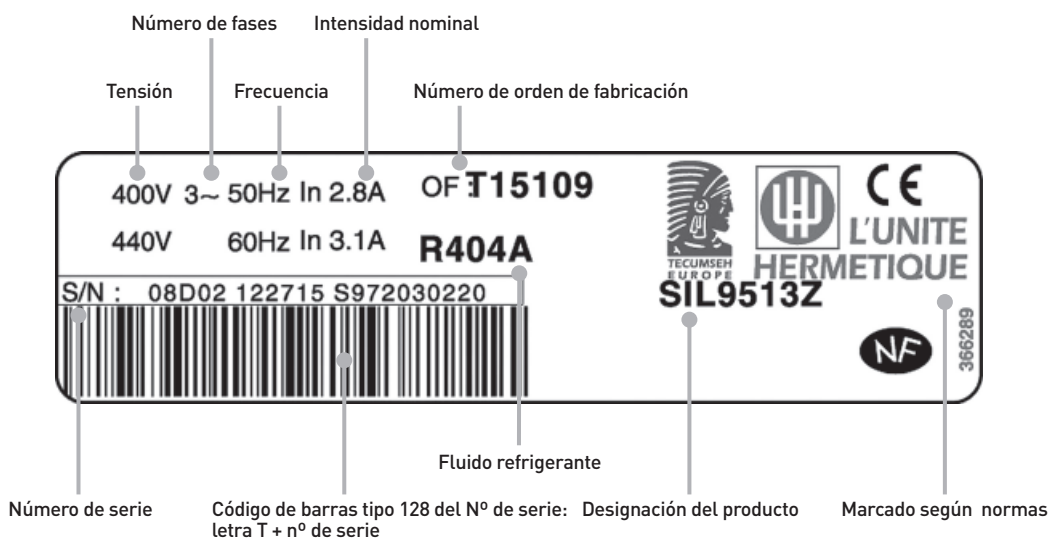 Número de fases
Intensidad nominal
Tensión
Frecuencia
Número de orden de fabricación
400V 3~ 50Hz In 2.8A
OF : T15109
440V 60Hz In 3.1A
R404A
TECUMSEH
EUROPE
CE
L'UNITE
HERMETIQUE
S/N : 08D02 122715 S972030220
SIL9513Z
NF
366289
Fluido refrigerante
Número de serie
Código de barras tipo 128 del Nº de serie:
letra T + nº de serie
Designación del producto
Marcado según normas